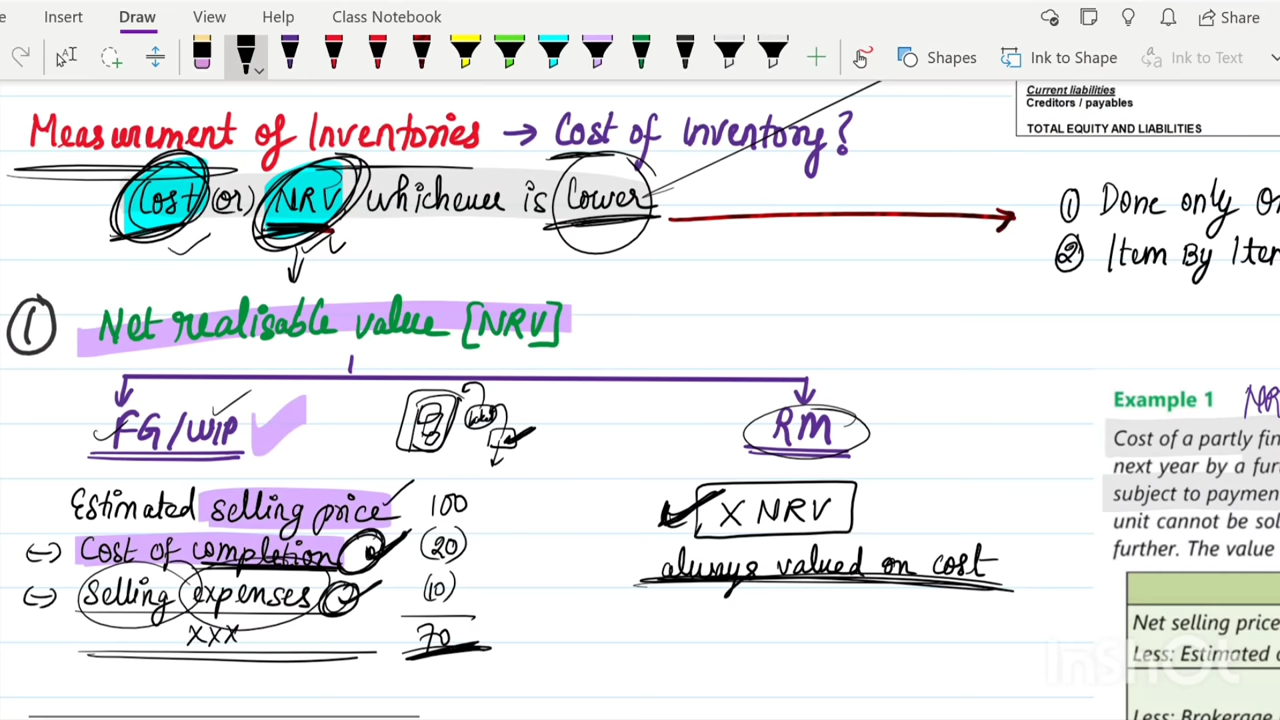 Insert Draw View Help Class Notebook Share
Shapes Ink to Shape Ink to Text
Current liabilities
Creditors / payables
TOTAL EQUITY AND LIABILITIES
Measurement of Inventories → Cost of Inventory?
Cost (or) NRV whichever is Lower
① Done only
② Item By
① Net realisable value [NRV]
FG/WIP
RM
Estimated selling price 100
(-) Cost of completion (20)
(-) Selling expenses (10)
XXX 70
X NRV
always valued on cost
Example 1
Cost of a partly fin
next year by a fur
subject to paymen
unit cannot be sol
further. The value
Net selling price
Less: Estimated c
Less: Brokerage
InShot